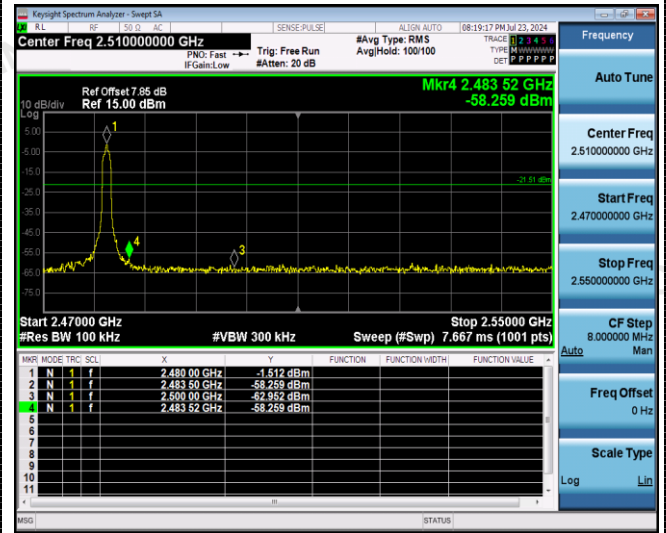 Keysight Spectrum Analyzer - Swept SA
RL RF 50 Ω AC SENSE:PULSE ALIGN AUTO 08:19:17 PM Jul 23, 2024
Center Freq 2.510000000 GHz
PNO: Fast
IFGain:Low
Trig: Free Run
#Atten: 20 dB
#Avg Type: RMS
Avg|Hold: 100/100
TRACE 1 2 3 4 5 6
TYPE M WWWWW
DET P P P P P P
Ref Offset 7.85 dB
Ref 15.00 dBm
10 dB/div
Log
Mkr4 2.483 52 GHz
-58.259 dBm
5.00
-5.00
-15.0
-25.0
-35.0
-45.0
-55.0
-65.0
-75.0
1
4
3
-21.51 dBm
Start 2.47000 GHz Stop 2.55000 GHz
#Res BW 100 kHz #VBW 300 kHz Sweep (#Swp) 7.667 ms (1001 pts)
MKR MODE TRC SCL X Y FUNCTION FUNCTION WIDTH FUNCTION VALUE
1 N 1 f 2.480 00 GHz -1.512 dBm
2 N 1 f 2.483 50 GHz -58.259 dBm
3 N 1 f 2.500 00 GHz -62.952 dBm
4 N 1 f 2.483 52 GHz -58.259 dBm
5
6
7
8
9
10
11
MSG STATUS
Frequency
Auto Tune
Center Freq
2.510000000 GHz
Start Freq
2.470000000 GHz
Stop Freq
2.550000000 GHz
CF Step
8.000000 MHz
Auto Man
Freq Offset
0 Hz
Scale Type
Log Lin